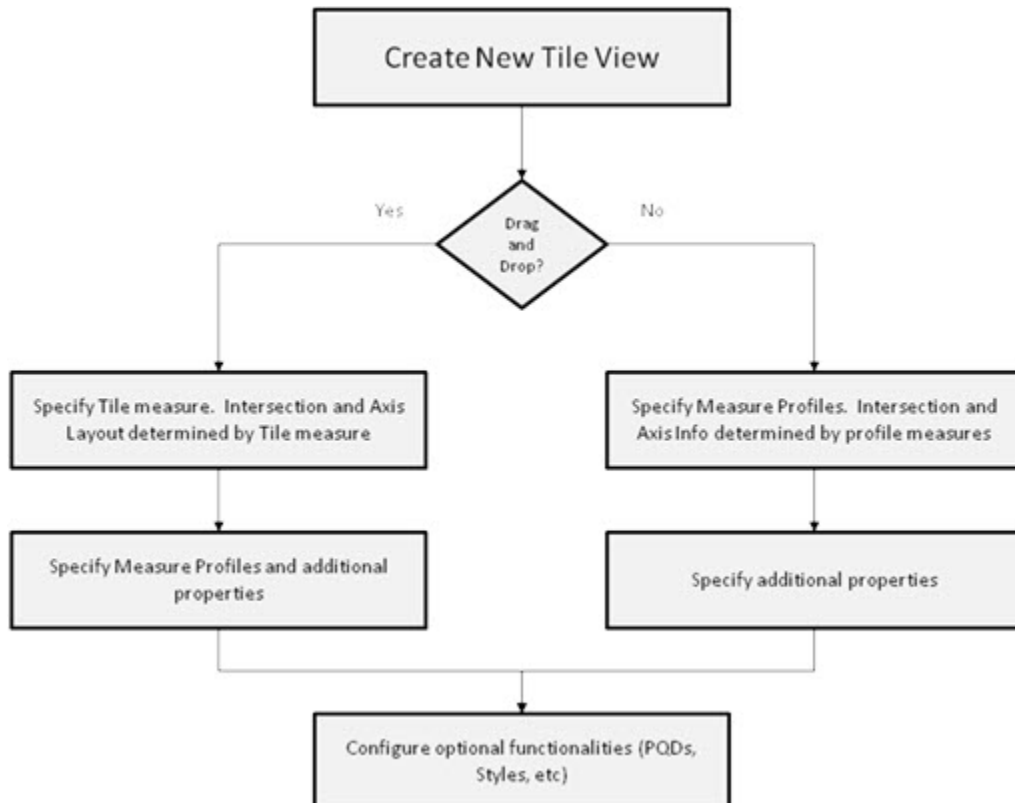 Create New Tile View
Yes
No
Drag
and
Drop?
Specify Tile measure.  Intersection and Axis
Layout determined by Tile measure
Specify Measure Profiles.  Intersection and
Axis Info determined by profile measures
Specify Measure Profiles and additional
properties
Specify additional properties
Configure optional functionalities (PQDs,
Styles, etc)